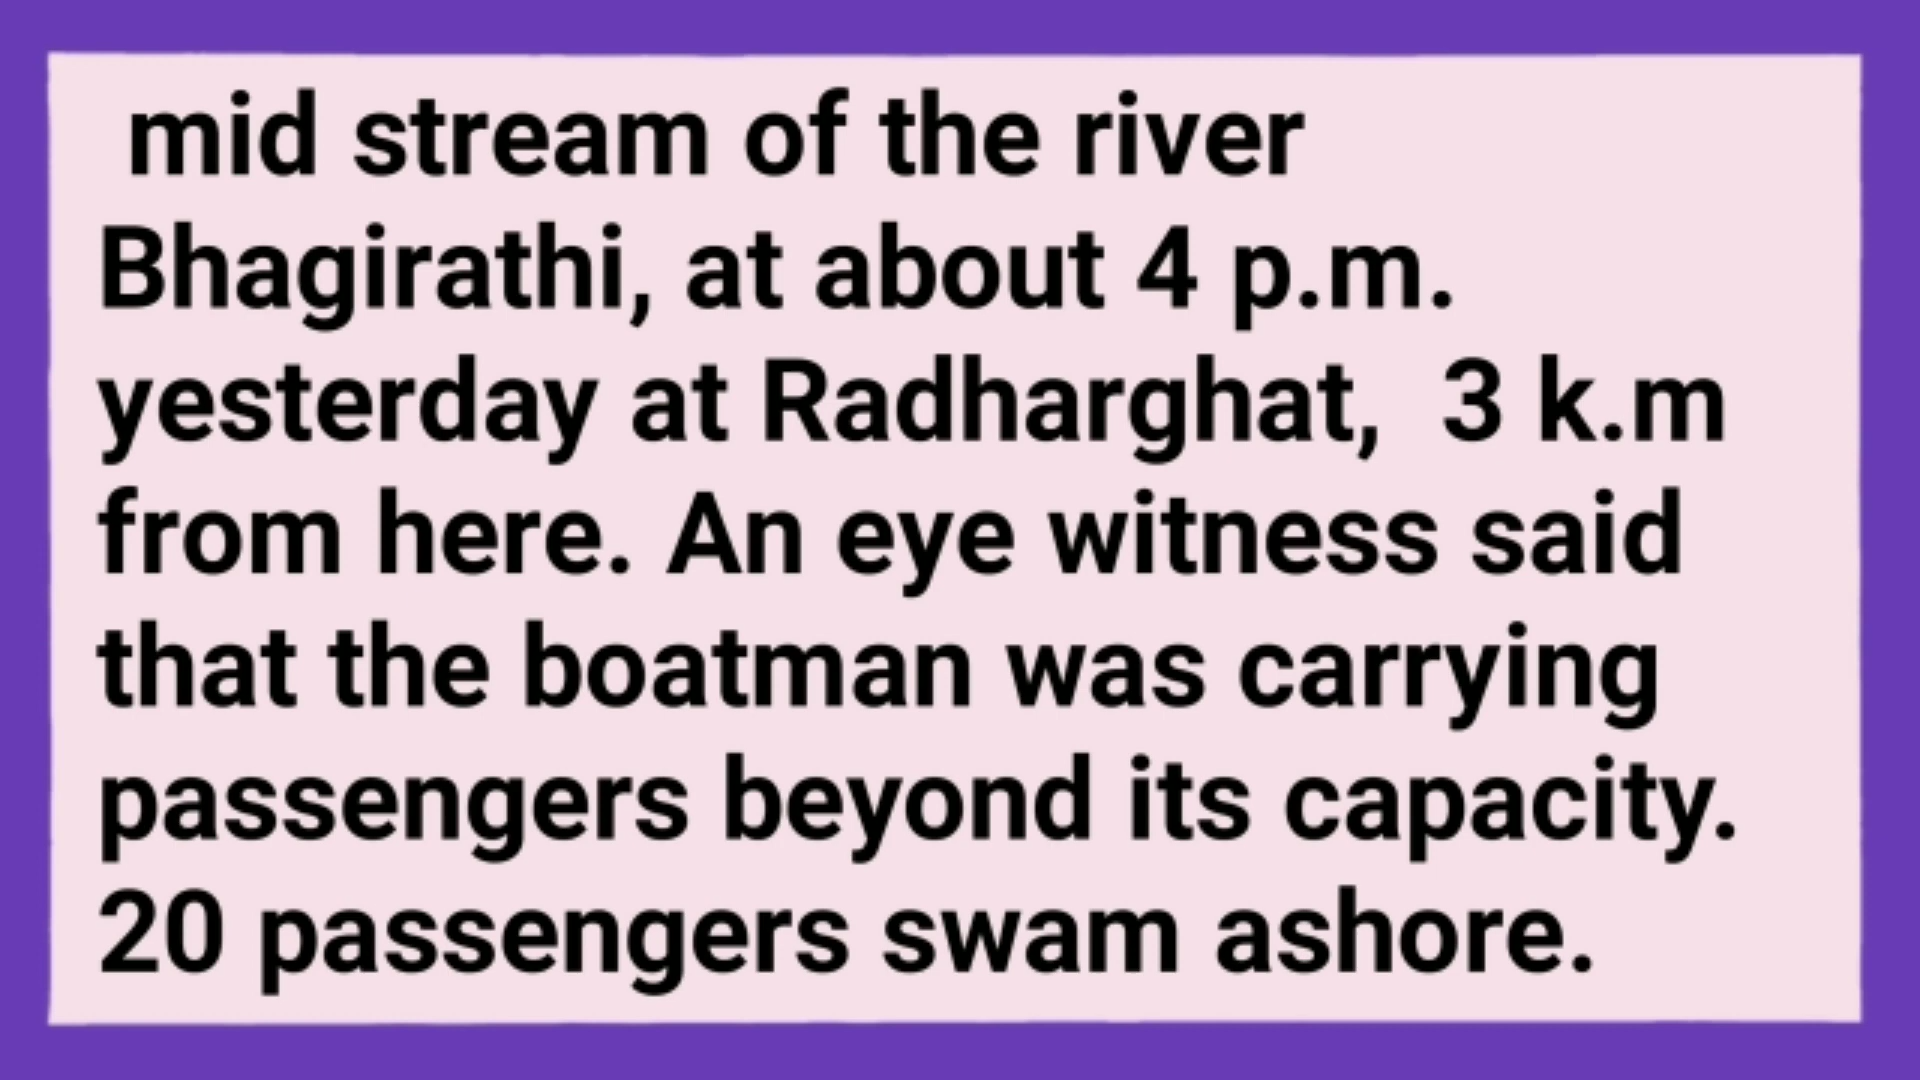 mid stream of the river
Bhagirathi, at about 4 p.m.
yesterday at Radharghat, 3 k.m
from here. An eye witness said
that the boatman was carrying
passengers beyond its capacity.
20 passengers swam ashore.